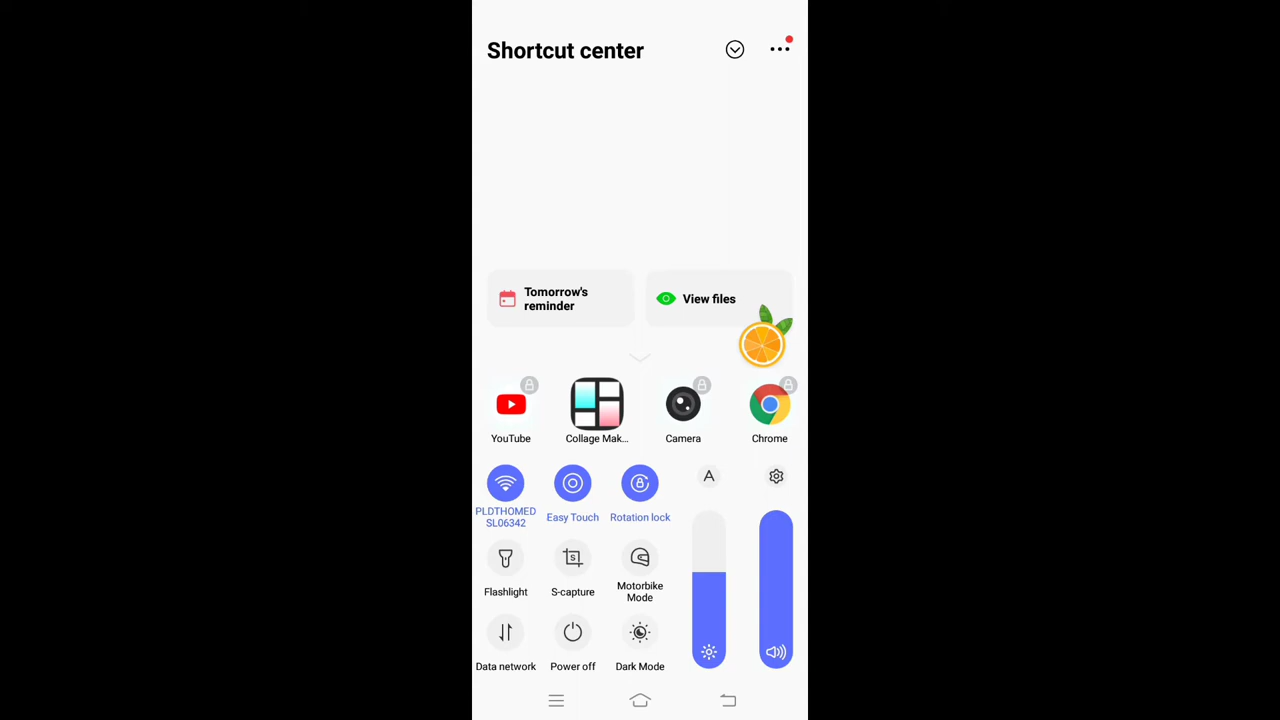 Shortcut center
Tomorrow's
reminder
View files
YouTube
Collage Mak...
Camera
Chrome
A
PLDTHOMED
SL06342
Easy Touch
Rotation lock
Flashlight
S
S-capture
Motorbike
Mode
Data network
Power off
Dark Mode